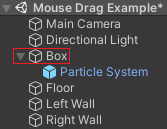 Mouse Drag Example*
Main Camera
Directional Light
Box
Particle System
Floor
Left Wall
Right Wall